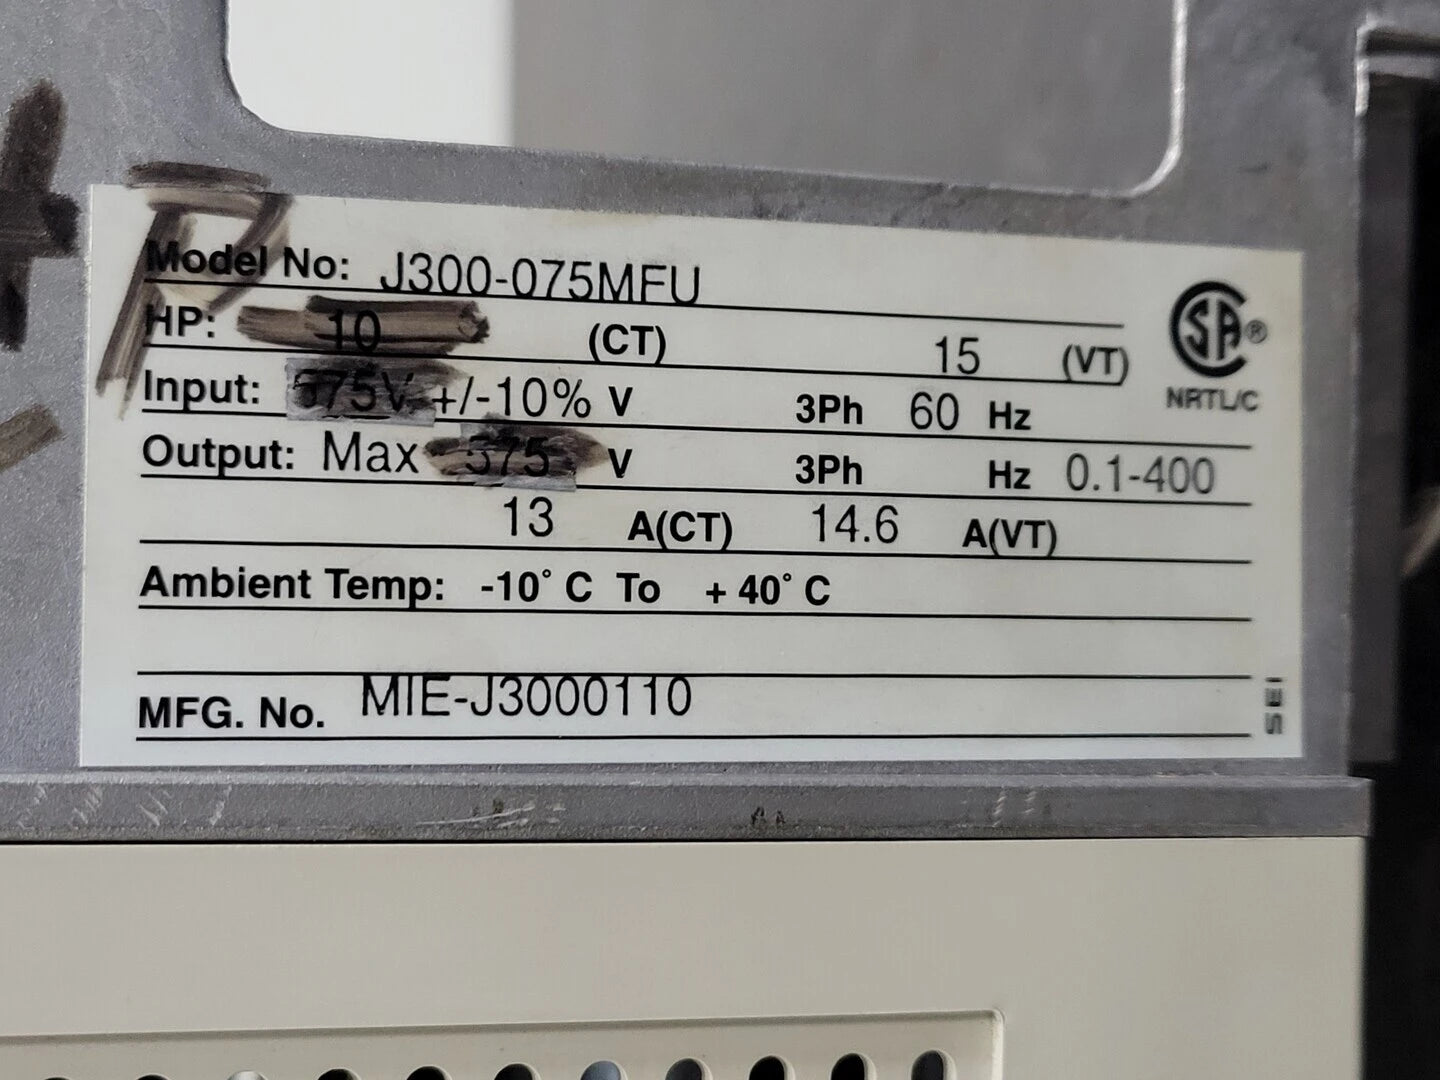 Model No: J300-075MFU
HP: 10 (CT) 15 (VT)
Input: 575V +/-10% V 3Ph 60 Hz
Output: Max 575 V 3Ph Hz 0.1-400
13 A(CT) 14.6 A(VT)
Ambient Temp: -10° C To + 40° C
MFG. No. MIE-J3000110
SA®
NRTL/C